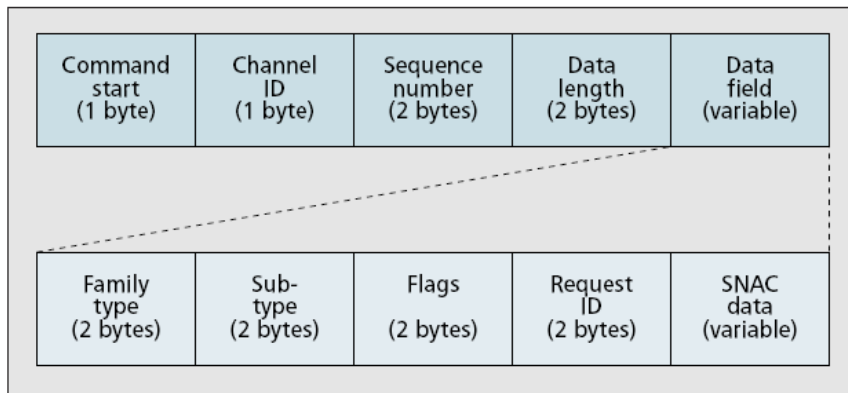 Command
start
(1 byte)
Channel
ID
(1 byte)
Sequence
number
(2 bytes)
Data
length
(2 bytes)
Data
field
(variable)
Family
type
(2 bytes)
Sub-
type
(2 bytes)
Flags
(2 bytes)
Request
ID
(2 bytes)
SNAC
data
(variable)